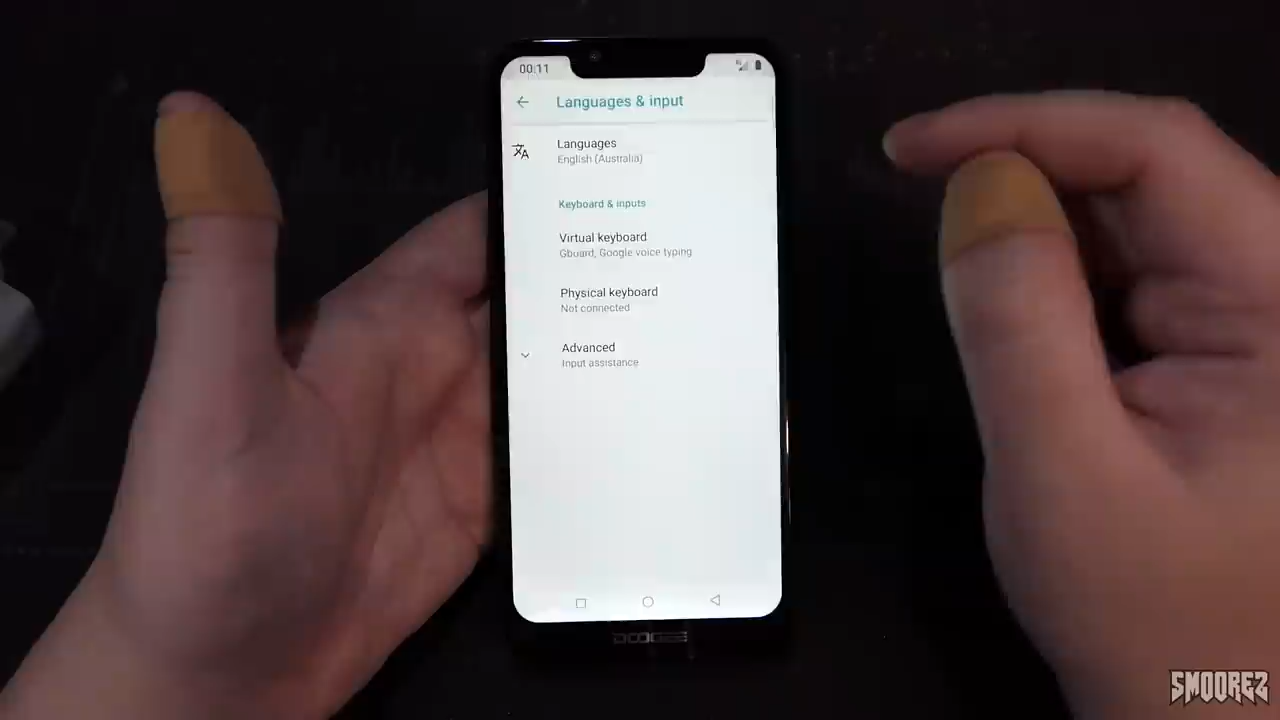 00:11
Languages & input
Languages
English (Australia)
Keyboard & inputs
Virtual keyboard
Gboard, Google voice typing
Physical keyboard
Not connected
Advanced
Input assistance
DOOGEE
SMOOREZ